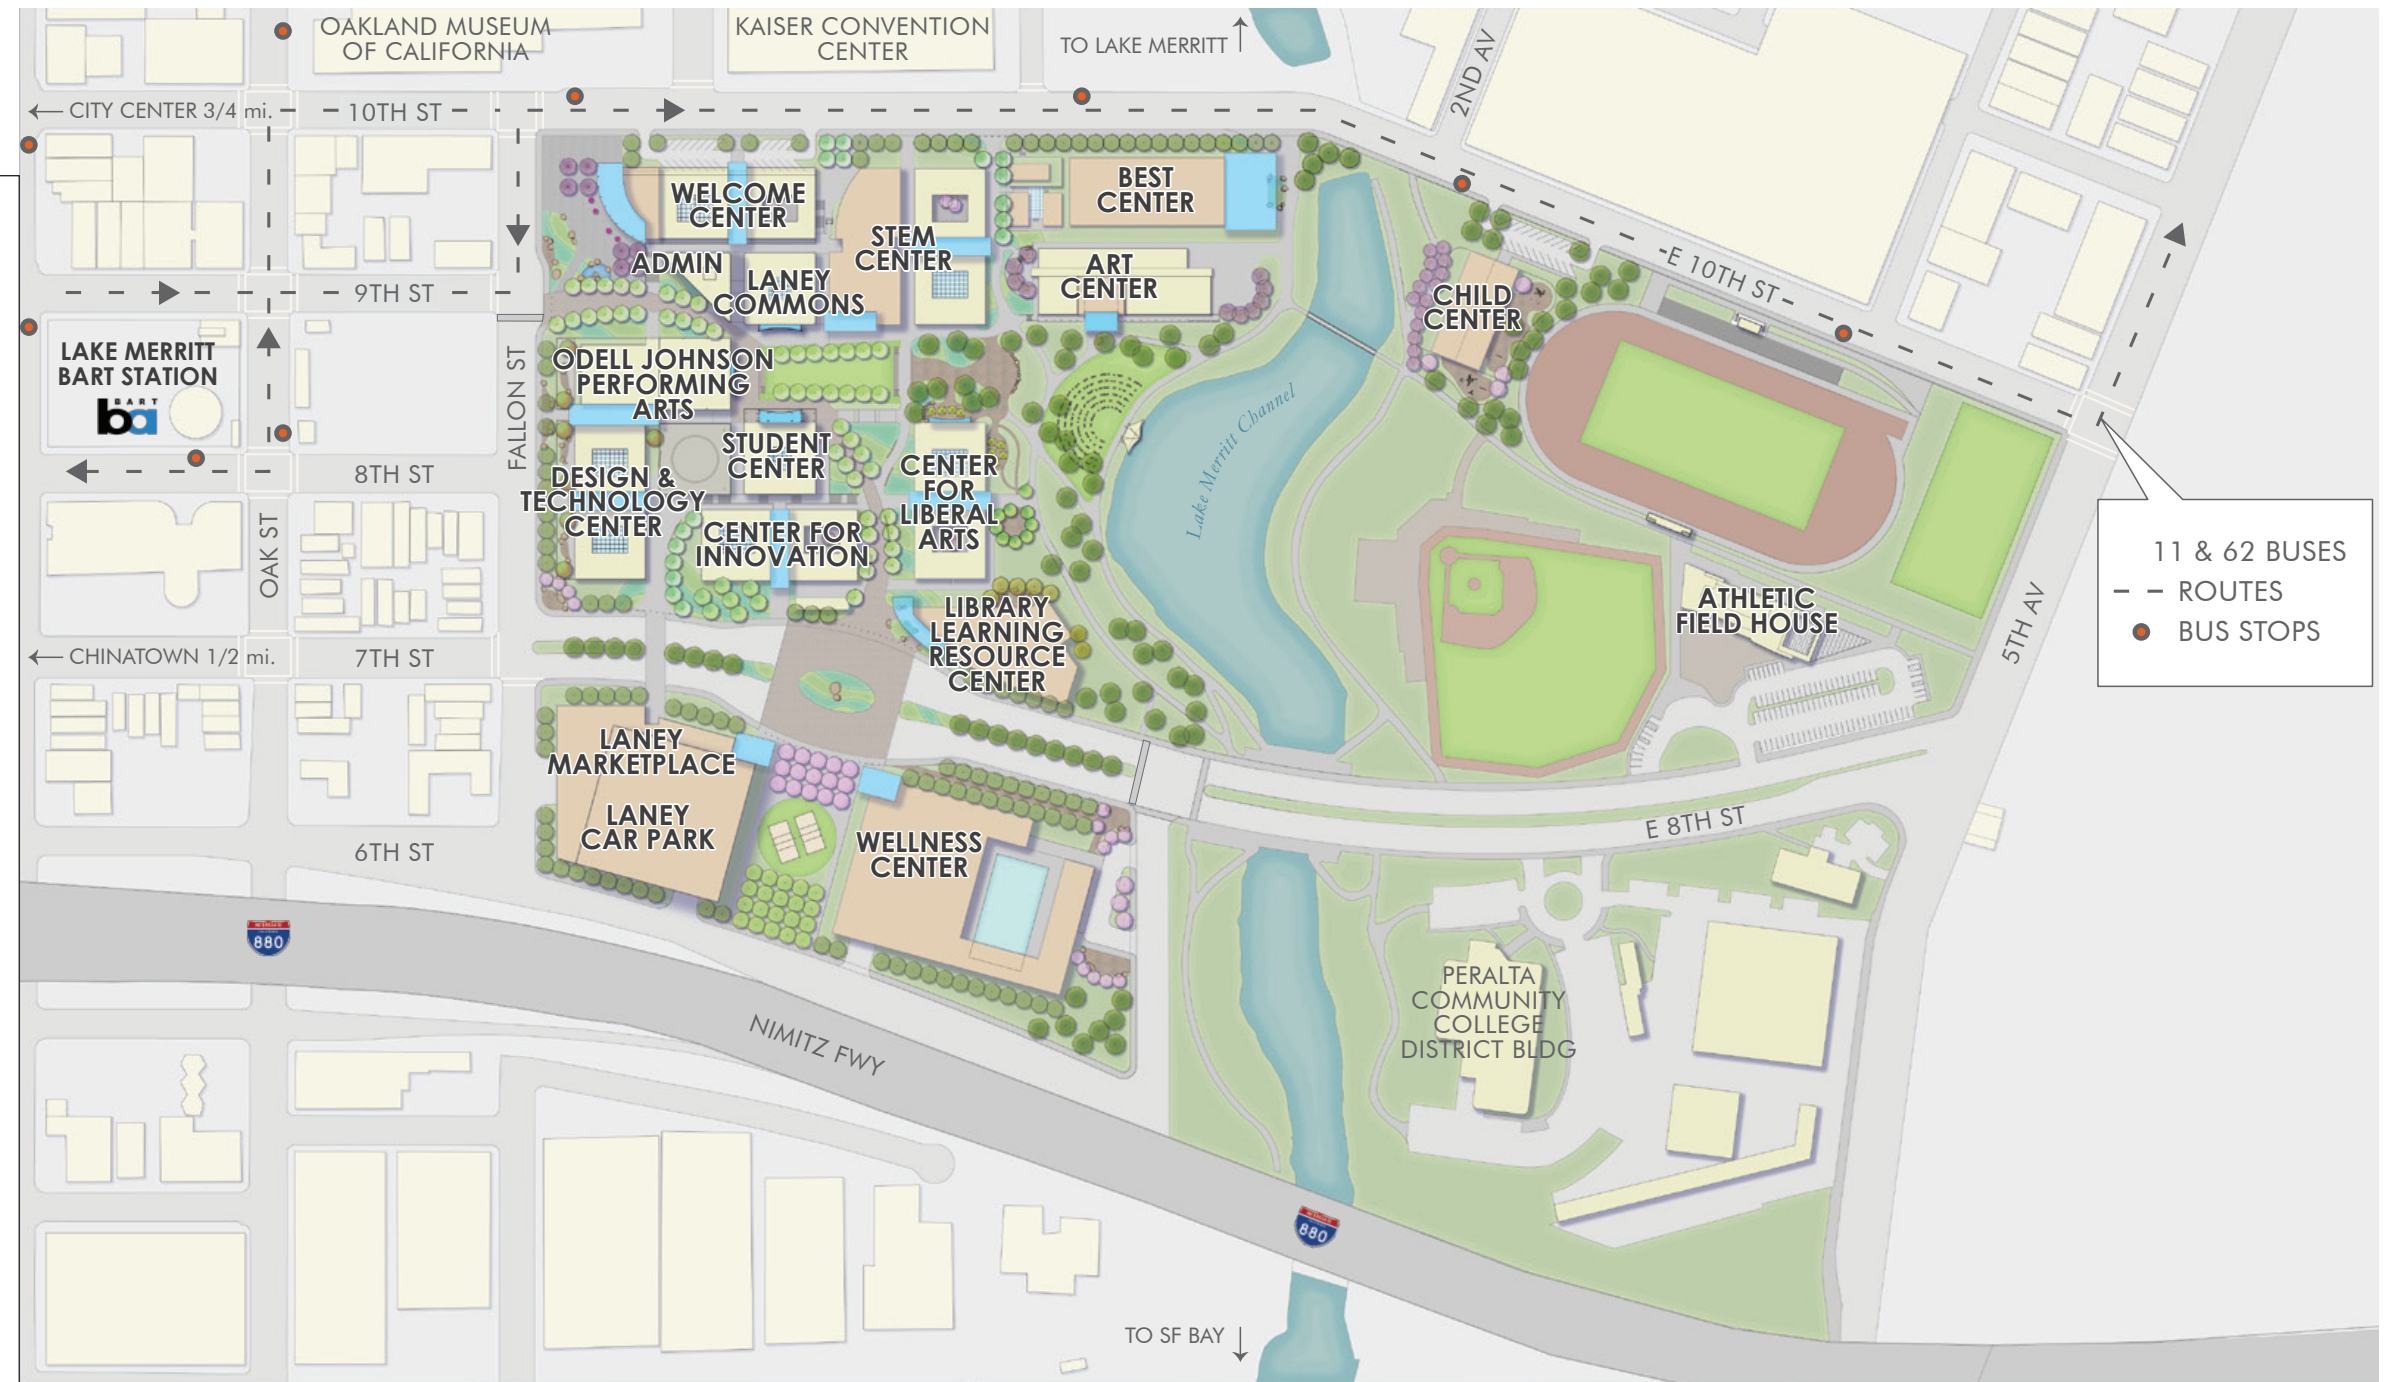 OAKLAND MUSEUM
OF CALIFORNIA
KAISER CONVENTION
CENTER
TO LAKE MERRITT
2ND AV
CITY CENTER 3/4 mi.
10TH ST
WELCOME
CENTER
BEST
CENTER
STEM
CENTER
ADMIN
LANEY
COMMONS
ART
CENTER
E 10TH ST
CHILD
CENTER
9TH ST
LAKE MERRITT
BART STATION
BART
ba
FALLON ST
ODELL JOHNSON
PERFORMING
ARTS
STUDENT
CENTER
Lake Merritt Channel
8TH ST
DESIGN &
TECHNOLOGY
CENTER
CENTER
FOR
LIBERAL
ARTS
CENTER FOR
INNOVATION
OAK ST
11 & 62 BUSES
ROUTES
BUS STOPS
ATHLETIC
FIELD HOUSE
5TH AV
LIBRARY
LEARNING
RESOURCE
CENTER
CHINATOWN 1/2 mi.
7TH ST
LANEY
MARKETPLACE
LANEY
CAR PARK
WELLNESS
CENTER
E 8TH ST
6TH ST
880
PERALTA
COMMUNITY
COLLEGE
DISTRICT BLDG
NIMITZ FWY
880
TO SF BAY